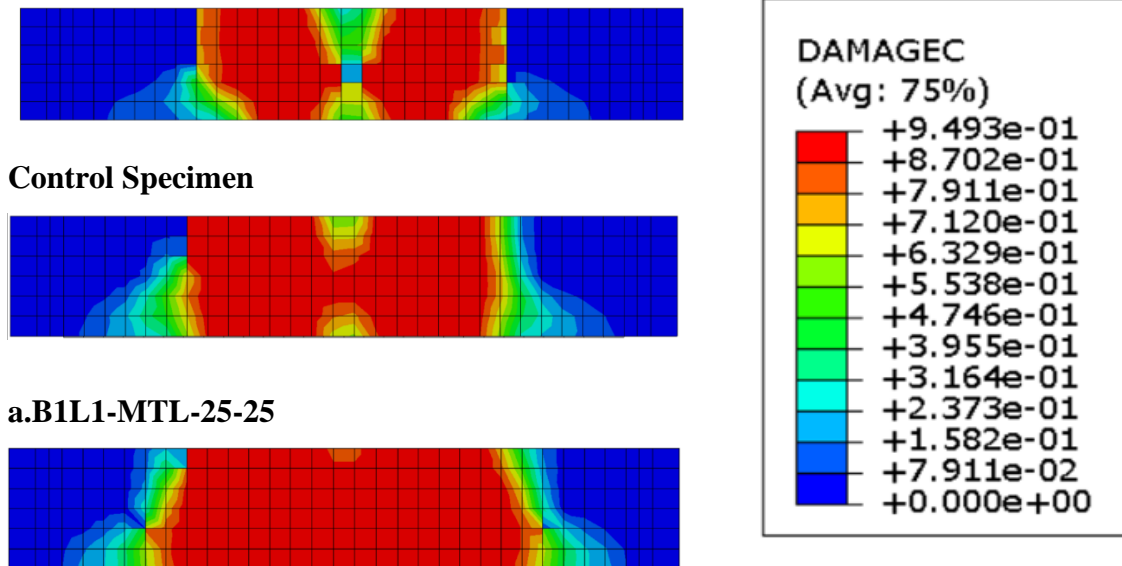 Control Specimen
a.B1L1-MTL-25-25
DAMAGEC
(Avg: 75%)
+9.493e-01
+8.702e-01
+7.911e-01
+7.120e-01
+6.329e-01
+5.538e-01
+4.746e-01
+3.955e-01
+3.164e-01
+2.373e-01
+1.582e-01
+7.911e-02
+0.000e+00